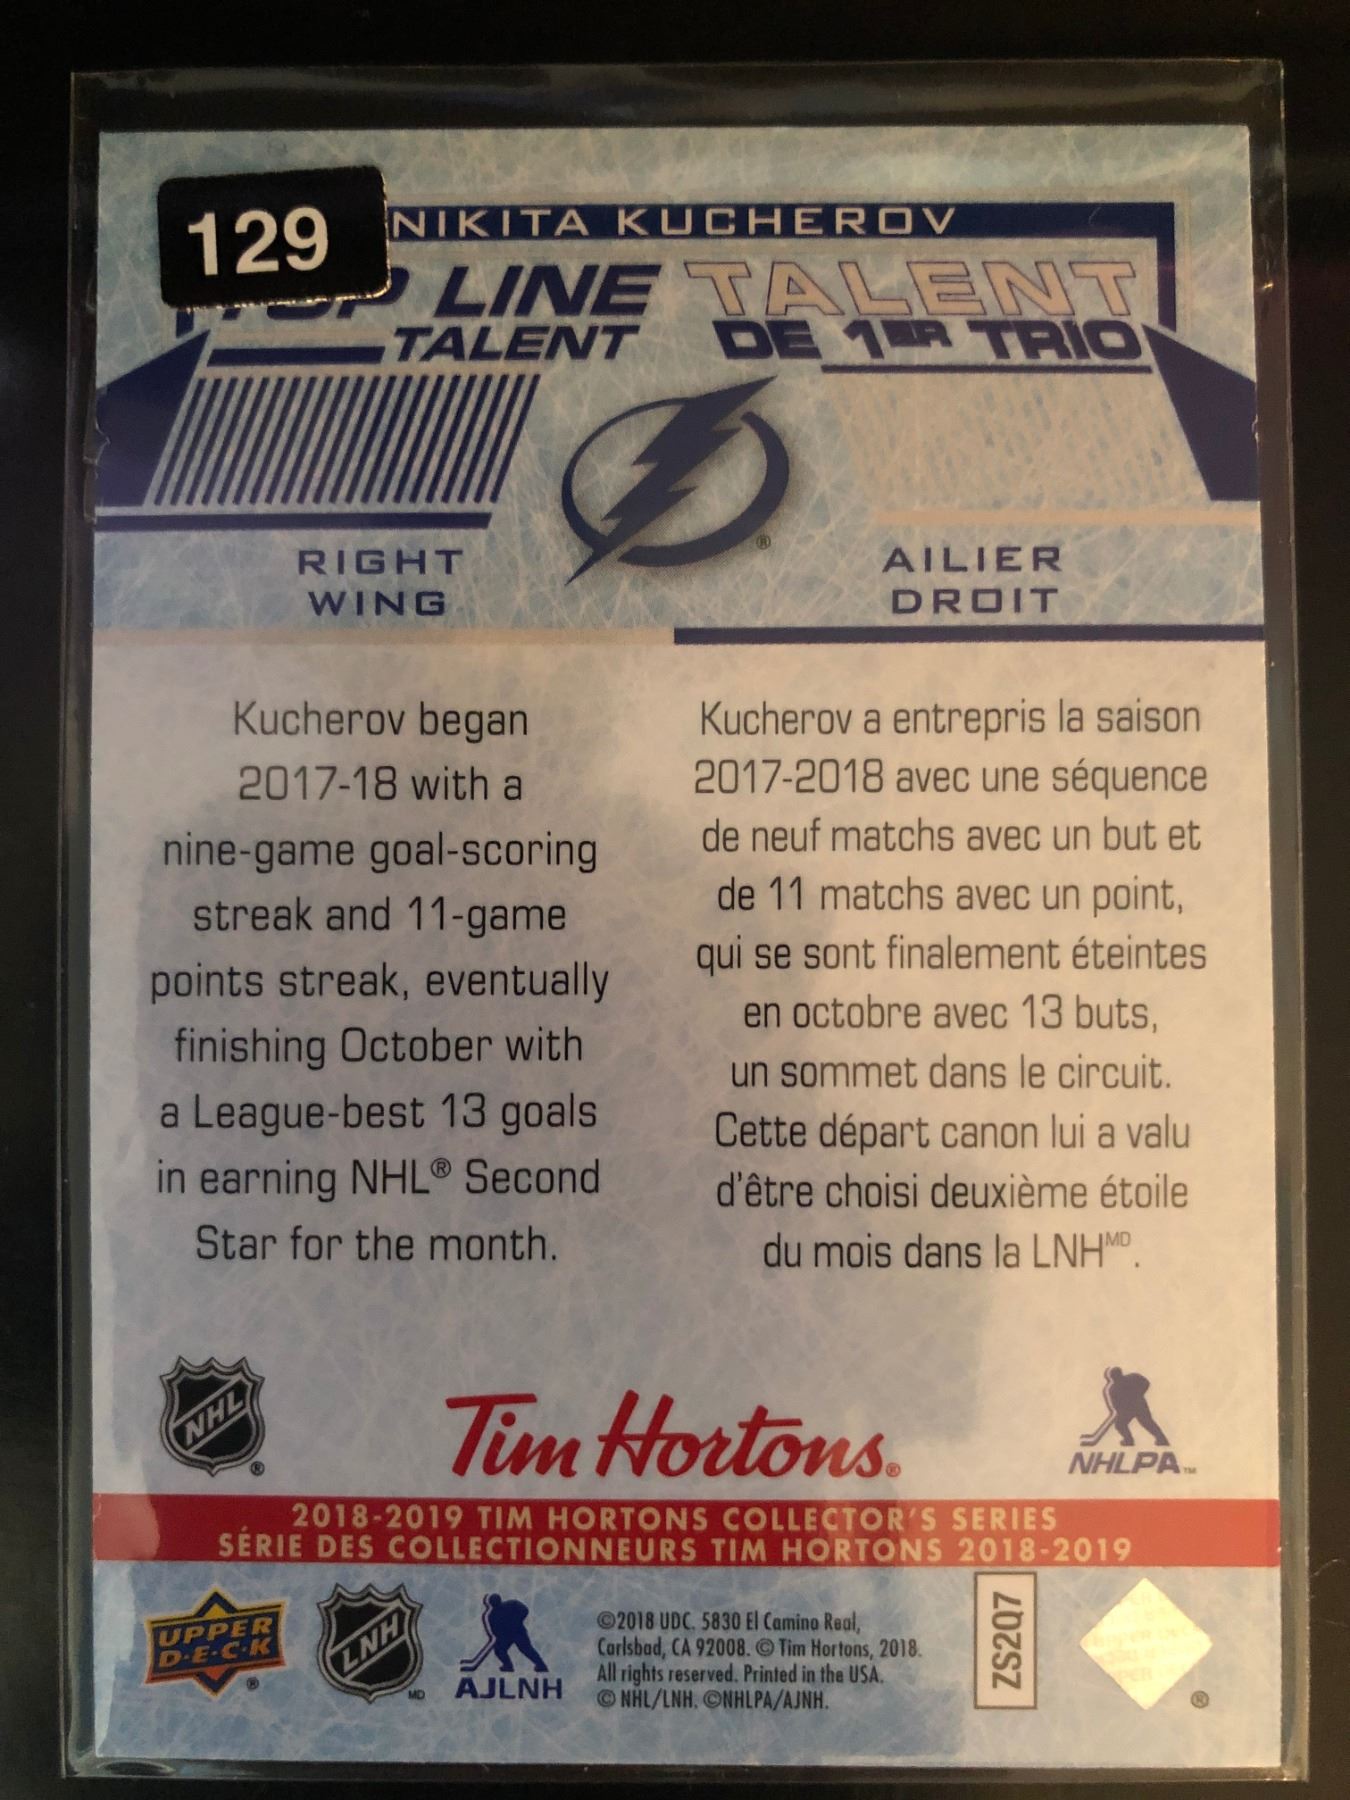 129
NIKITA KUCHEROV
LINE
TALENT
TALENT
DE 1ER TRIO
®
RIGHT
WING
AILIER
DROIT
Kucherov began
2017-18 with a
nine-game goal-scoring
streak and 11-game
points streak, eventually
finishing October with
a League-best 13 goals
in earning NHL® Second
Star for the month.
Kucherov a entrepris la saison
2017-2018 avec une séquence
de neuf matchs avec un but et
de 11 matchs avec un point,
qui se sont finalement éteintes
en octobre avec 13 buts,
un sommet dans le circuit.
Cette départ canon lui a valu
d'être choisi deuxième étoile
du mois dans la LNHMD.
NHL ®
Tim Hortons®
NHLPA™
2018-2019 TIM HORTONS COLLECTOR'S SERIES
SÉRIE DES COLLECTIONNEURS TIM HORTONS 2018-2019
UPPER
D·E·C·K ®
LNH MD
AJLNH
©2018 UDC. 5830 El Camino Real,
Carlsbad, CA 92008. © Tim Hortons, 2018.
All rights reserved. Printed in the USA.
© NHL/LNH. ©NHLPA/AJNH.
ZS2Q7
®